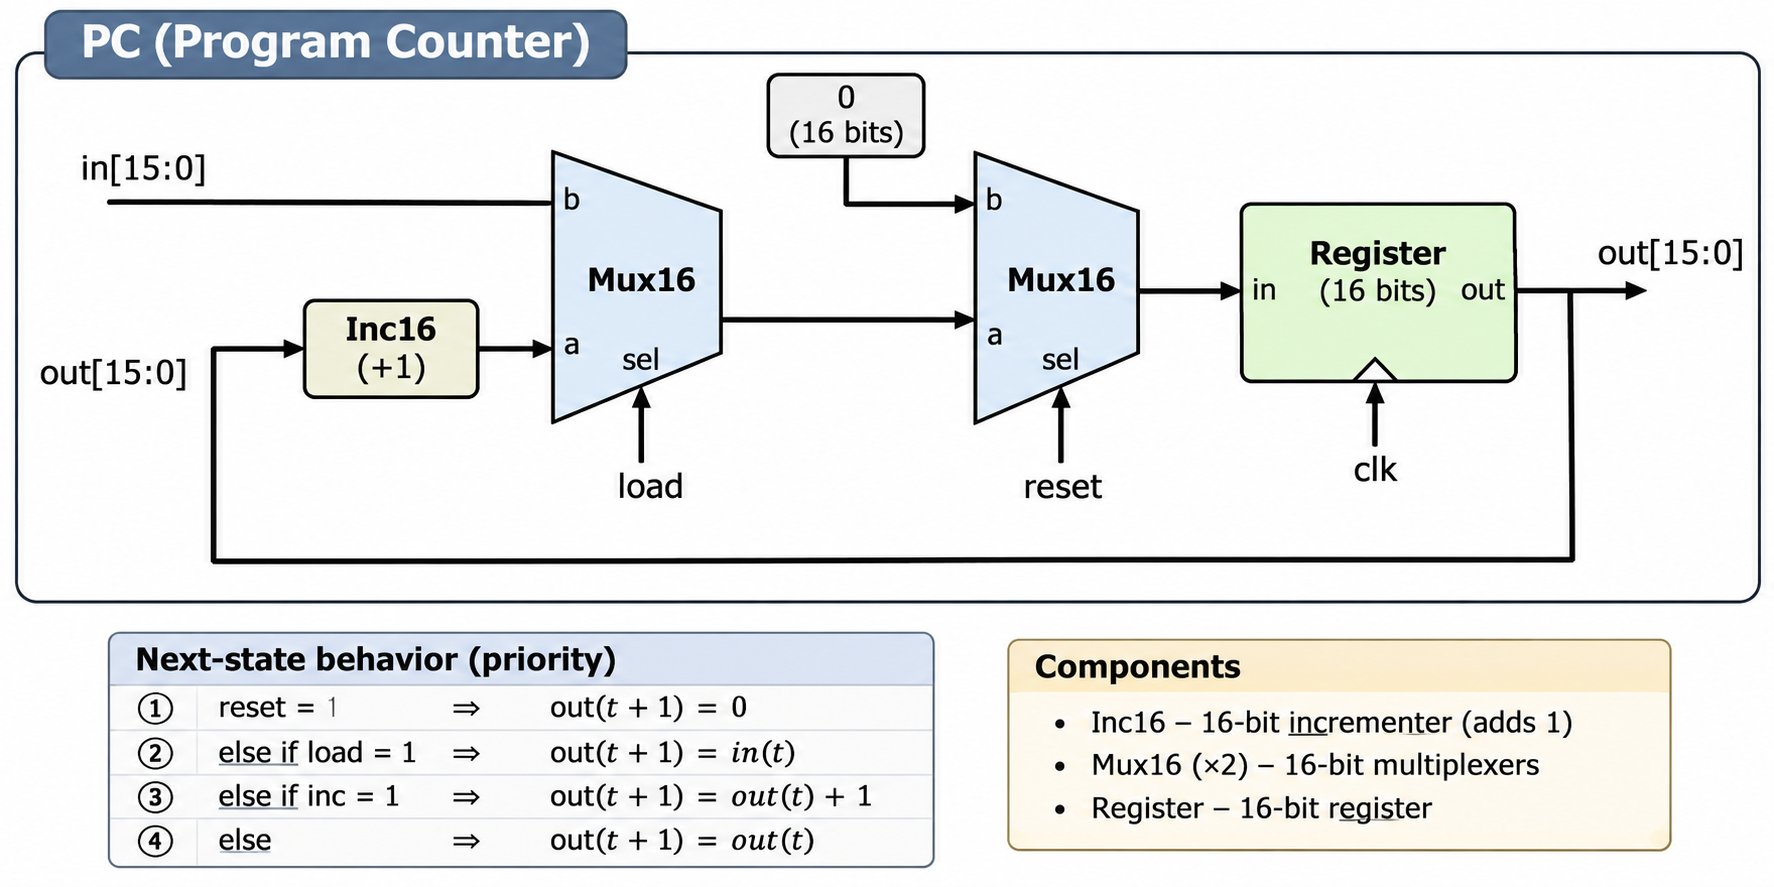 PC (Program Counter)
0
(16 bits)
in[15:0]
b
b
Mux16
Mux16
Register
(16 bits)
in
out
out[15:0]
Inc16
(+1)
a
a
sel
sel
out[15:0]
load
reset
clk
Next-state behavior (priority)
1 reset = 1 ⇒ out(t + 1) = 0
2 else if load = 1 ⇒ out(t + 1) = in(t)
3 else if inc = 1 ⇒ out(t + 1) = out(t) + 1
4 else ⇒ out(t + 1) = out(t)
Components
• Inc16 – 16-bit incrementer (adds 1)
• Mux16 (×2) – 16-bit multiplexers
• Register – 16-bit register